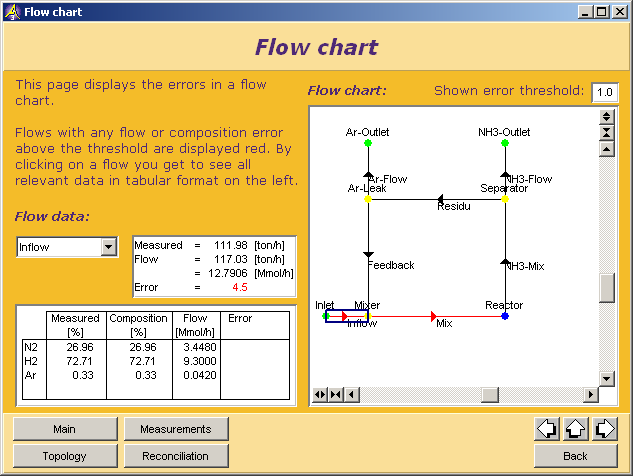 Flow chart
Flow chart
This page displays the errors in a flow
chart.
Flows with any flow or composition error
above the threshold are displayed red. By
clicking on a flow you get to see all
relevant data in tabular format on the left.
Flow data:
Inflow
Measured = 111.98 [ton/h]
Flow = 117.03 [ton/h]
= 12.7906 [Mmol/h]
Error = 4.5
Measured Composition Flow Error
[%] [%] [Mmol/h]
N2 26.96 26.96 3.4480
H2 72.71 72.71 9.3000
Ar 0.33 0.33 0.0420
Flow chart: Shown error threshold: 1.0
Ar-Outlet NH3-Outlet
Ar-Flow NH3-Flow
Ar-Leak Separator
Residu
Feedback NH3-Mix
Inlet Mixer Reactor
Inflow Mix
Main Measurements
Topology Reconciliation Back